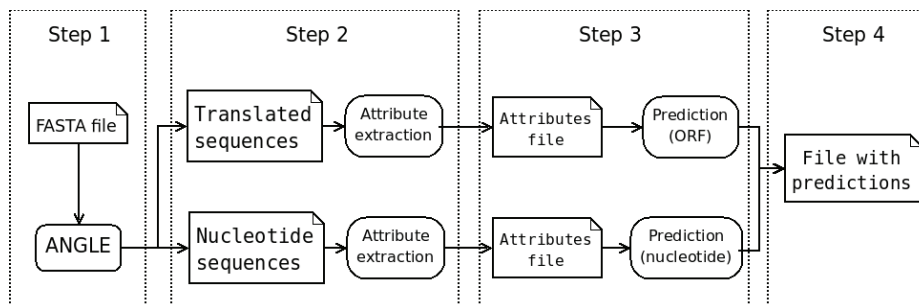 Step 1
Step 2
Step 3
Step 4
FASTA file
ANGLE
Translated
sequences
Attribute
extraction
Attributes
file
Prediction
(ORF)
File with
predictions
Nucleotide
sequences
Attribute
extraction
Attributes
file
Prediction
(nucleotide)